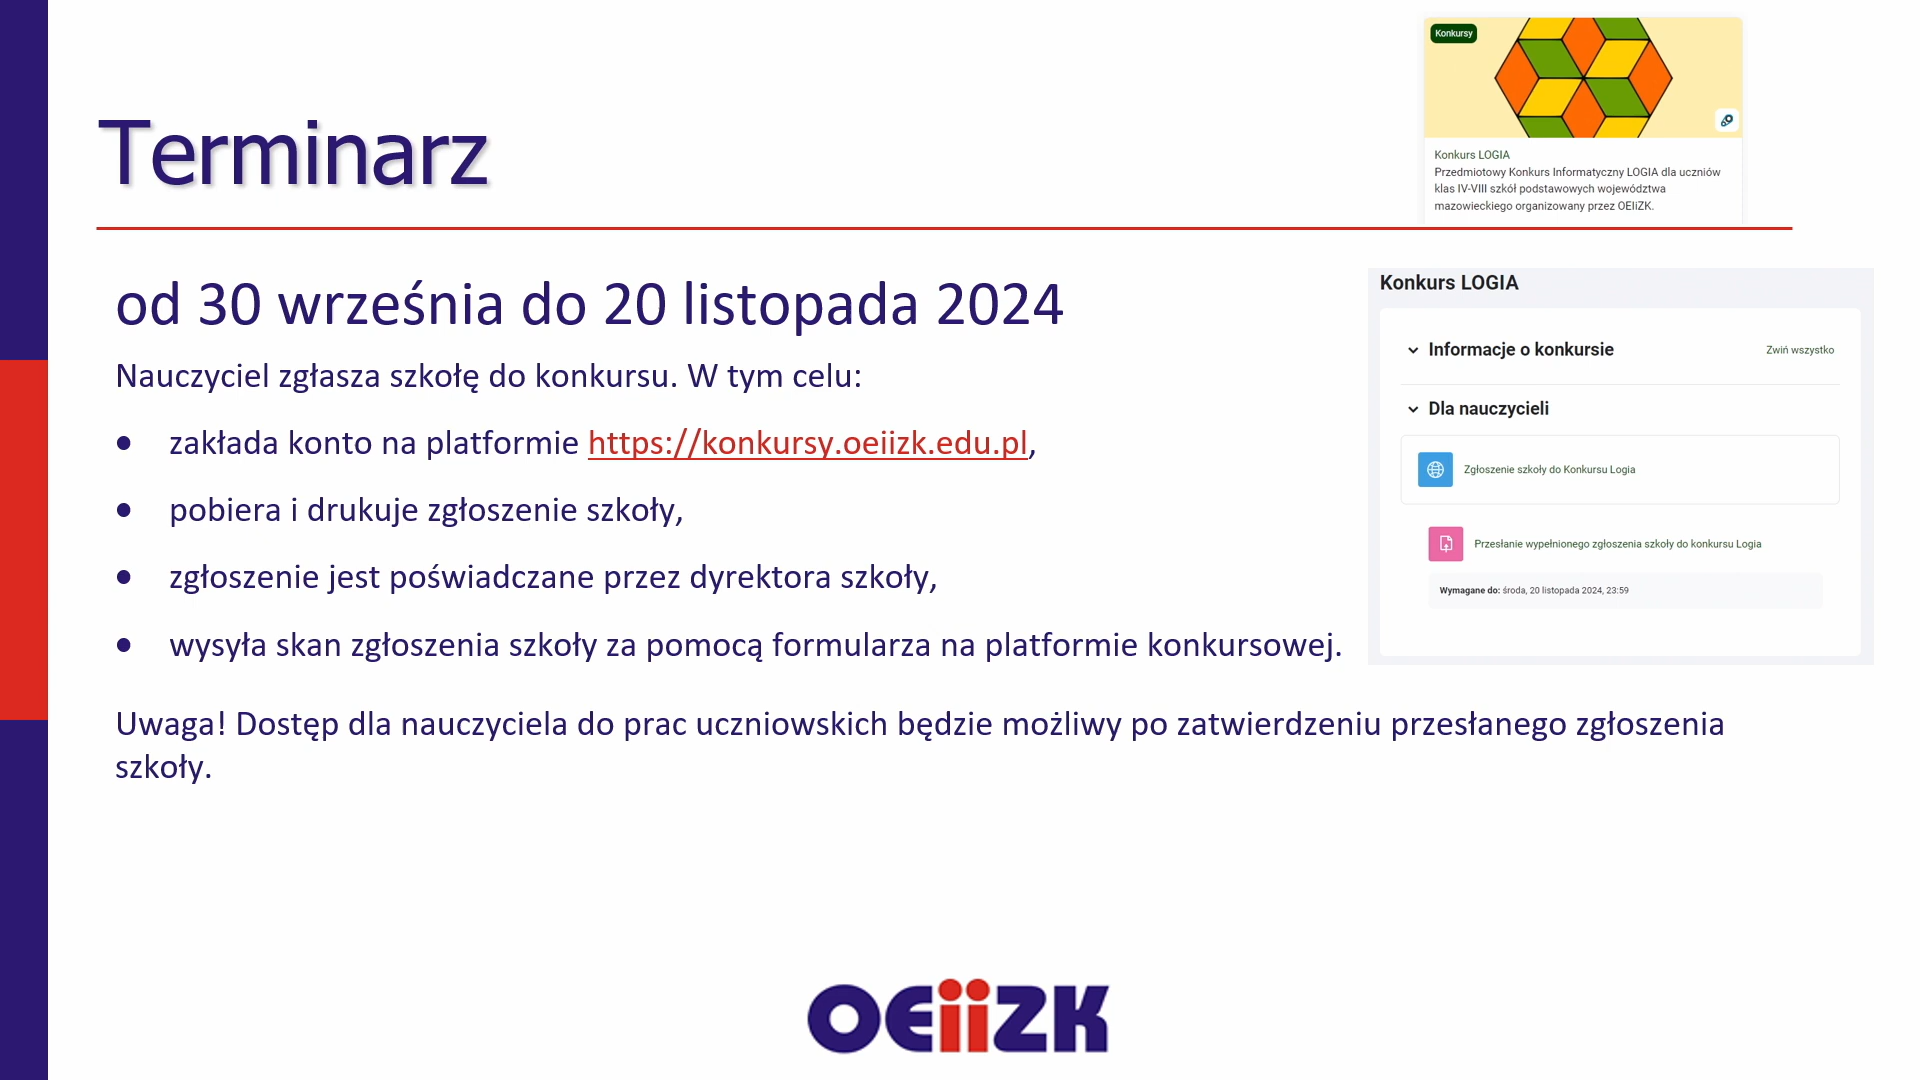 Konkursy
Konkurs LOGIA
Przedmiotowy Konkurs Informatyczny LOGIA dla uczniów
klas IV-VIII szkół podstawowych województwa
mazowieckiego organizowany przez OEIiZK.
Terminarz
od 30 września do 20 listopada 2024
Nauczyciel zgłasza szkołę do konkursu. W tym celu:
• zakłada konto na platformie https://konkursy.oeiizk.edu.pl,
• pobiera i drukuje zgłoszenie szkoły,
• zgłoszenie jest poświadczane przez dyrektora szkoły,
• wysyła skan zgłoszenia szkoły za pomocą formularza na platformie konkursowej.
Uwaga! Dostęp dla nauczyciela do prac uczniowskich będzie możliwy po zatwierdzeniu przesłanego zgłoszenia
szkoły.
Konkurs LOGIA
Informacje o konkursie
Zwiń wszystko
Dla nauczycieli
Zgłoszenie szkoły do Konkursu Logia
Przesłanie wypełnionego zgłoszenia szkoły do konkursu Logia
Wymagane do: środa, 20 listopada 2024, 23:59
OEiiZK